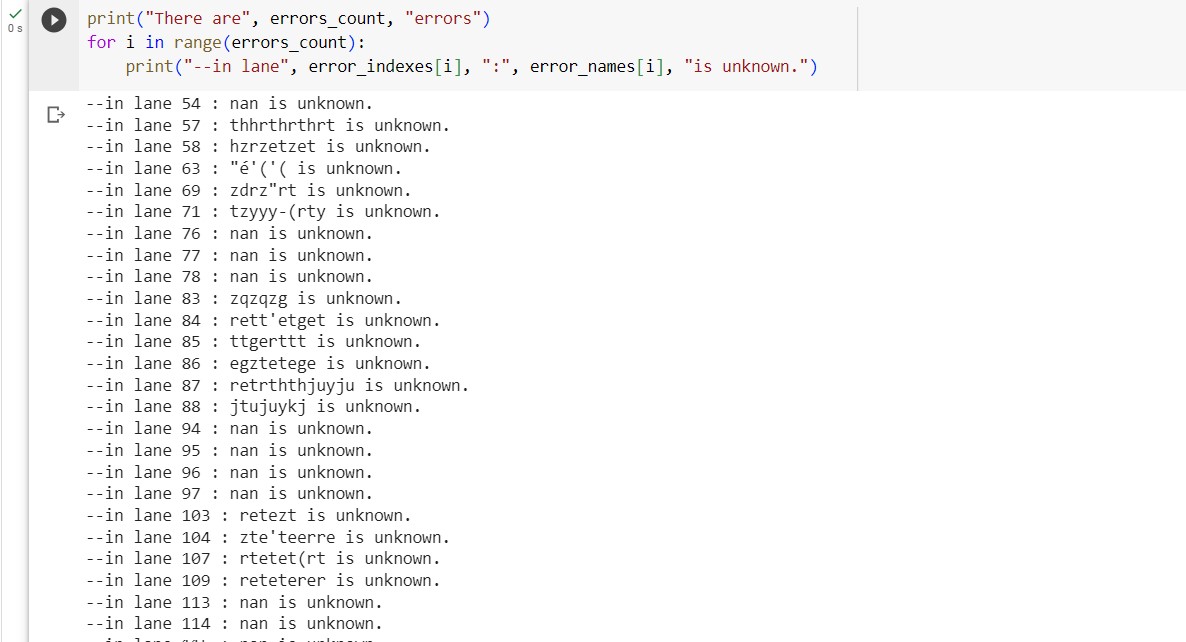 0 s
print("There are", errors_count, "errors")
for i in range(errors_count):
    print("--in lane", error_indexes[i], ":", error_names[i], "is unknown.")
--in lane 54 : nan is unknown.
--in lane 57 : thhrthrthrt is unknown.
--in lane 58 : hzrzetzet is unknown.
--in lane 63 : "é'('( is unknown.
--in lane 69 : zdrz"rt is unknown.
--in lane 71 : tzyyy-(rty is unknown.
--in lane 76 : nan is unknown.
--in lane 77 : nan is unknown.
--in lane 78 : nan is unknown.
--in lane 83 : zqzqzg is unknown.
--in lane 84 : rett'etget is unknown.
--in lane 85 : ttgerttt is unknown.
--in lane 86 : egztetege is unknown.
--in lane 87 : retrththjuyju is unknown.
--in lane 88 : jtujuykj is unknown.
--in lane 94 : nan is unknown.
--in lane 95 : nan is unknown.
--in lane 96 : nan is unknown.
--in lane 97 : nan is unknown.
--in lane 103 : retezt is unknown.
--in lane 104 : zte'teerre is unknown.
--in lane 107 : rtetet(rt is unknown.
--in lane 109 : reteterer is unknown.
--in lane 113 : nan is unknown.
--in lane 114 : nan is unknown.